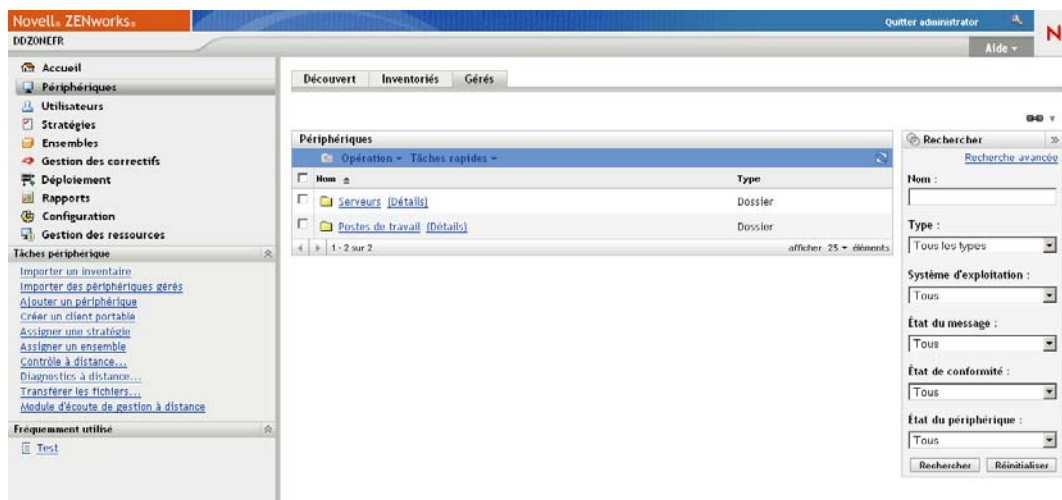 Novell® ZENworks®
Quitter administrator
N
DDZONEFR
Aide
Accueil
Périphériques
Utilisateurs
Stratégies
Ensembles
Gestion des correctifs
Déploiement
Rapports
Configuration
Gestion des ressources
Tâches périphérique
Importer un inventaire
Importer des périphériques gérés
Ajouter un périphérique
Créer un client portable
Assigner une stratégie
Assigner un ensemble
Contrôle à distance...
Diagnostics à distance...
Transférer les fichiers...
Module d'écoute de gestion à distance
Fréquemment utilisé
Test
Découvert Inventoriés Gérés
Périphériques
Opération Tâches rapides
Nom Type
Serveurs (Détails) Dossier
Postes de travail (Détails) Dossier
1 - 2 sur 2 afficher 25 éléments
Rechercher
Recherche avancée
Nom :
Type :
Tous les types
Système d'exploitation :
Tous
État du message :
Tous
État de conformité :
Tous
État du périphérique :
Tous
Rechercher Réinitialiser